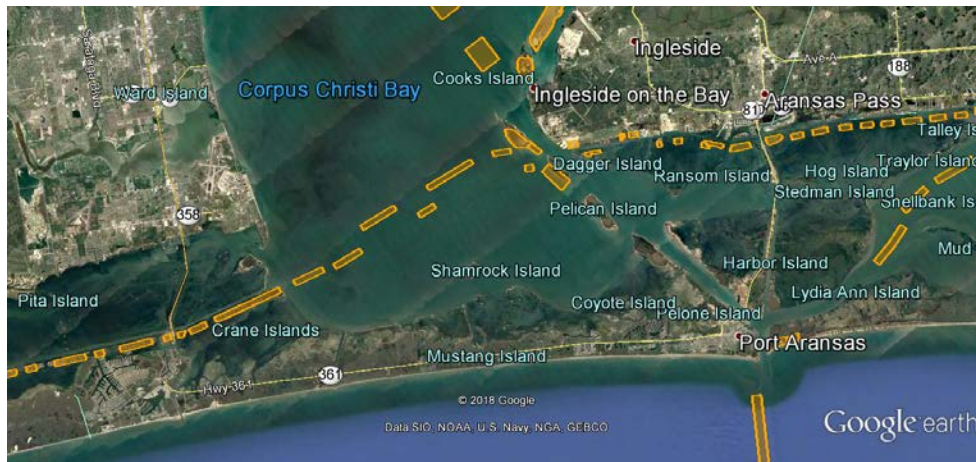 Saratoga Blvd
Ward Island
Corpus Christi Bay
Cooks Island
Ingleside
Ingleside on the Bay
Ave A
188
Aransas Pass
Talley Is
358
Dagger Island
Ransom Island
Hog Island
Traylor Island
Stedman Island
Shellbank Is
Pelican Island
Mud
Shamrock Island
Harbor Island
Pita Island
Coyote Island
Lydia Ann Island
Pelone Island
Crane Islands
Port Aransas
Mustang Island
Hwy 361
361
© 2018 Google
Data SIO, NOAA, U.S. Navy, NGA, GEBCO
Google earth